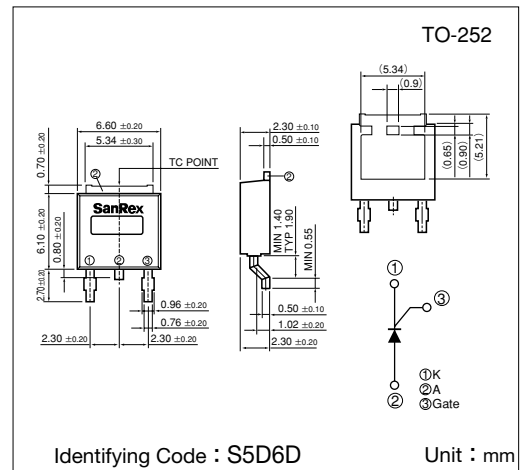 TO-252
6.60 ±0.20
5.34 ±0.30
0.70 ±0.20
6.10 ±0.20
0.80 ±0.20
2.70±0.20
TC POINT
②
SanRex
① ② ③
0.96 ±0.20
0.76 ±0.20
2.30 ±0.20
2.30 ±0.20
2.30 ±0.10
0.50 ±0.10
②
MIN 1.40
TYP 1.90
MIN 0.55
0.50 ±0.10
1.02 ±0.20
2.30 ±0.20
(5.34)
(0.9)
(0.65)
(0.90)
(5.21)
①
③
②
①K
②A
③Gate
Identifying Code : S5D6D
Unit : mm